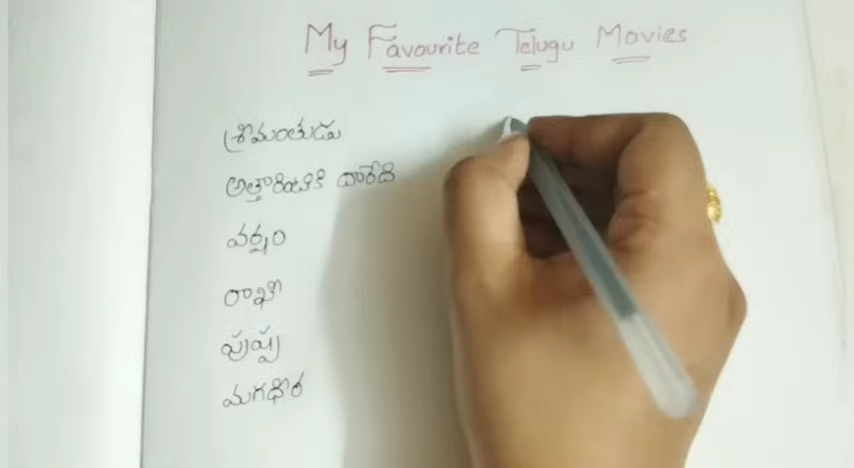 My Favourite Telugu Movies
శ్రీమంతుడు
అత్తారింటికి దారేది
వర్షం
రాఖీ
పుష్ప
మగధీర